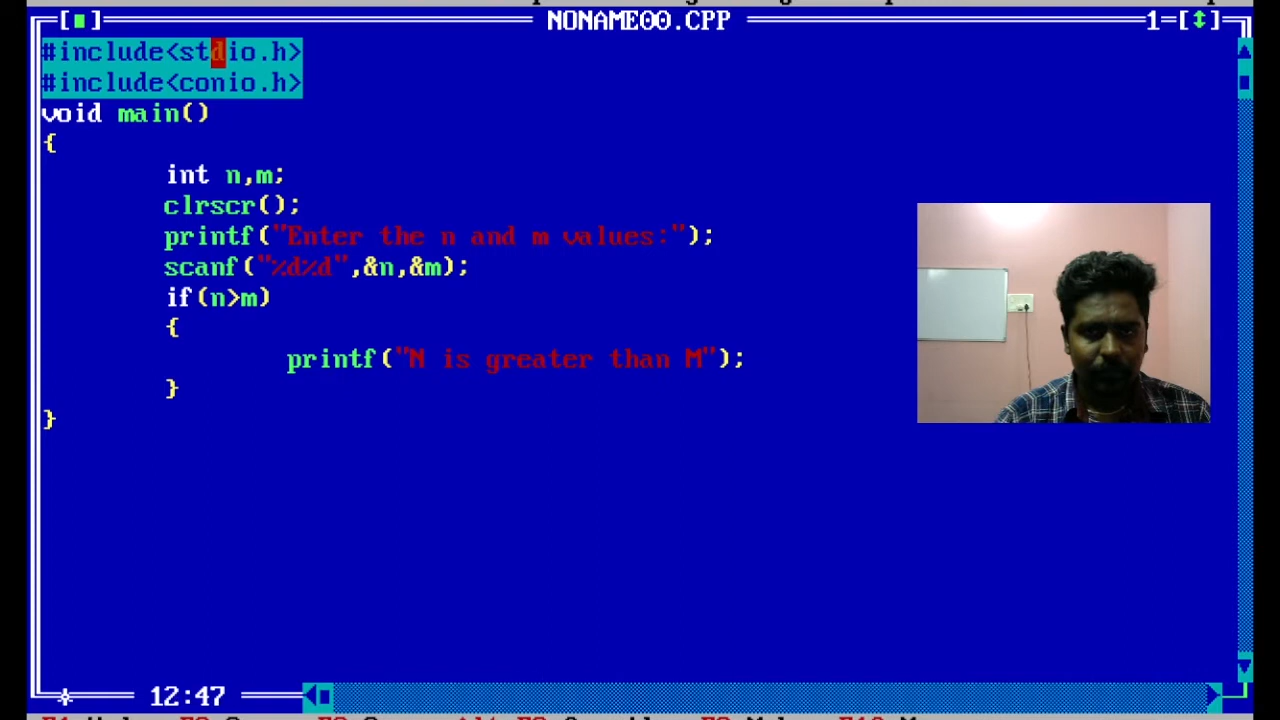 NONAME00.CPP
1
#include<stdio.h>
#include<conio.h>
void main()
{
int n,m;
clrscr();
printf("Enter the n and m values:");
scanf("%d%d",&n,&m);
if(n>m)
{
printf("N is greater than M");
}
}
12:47